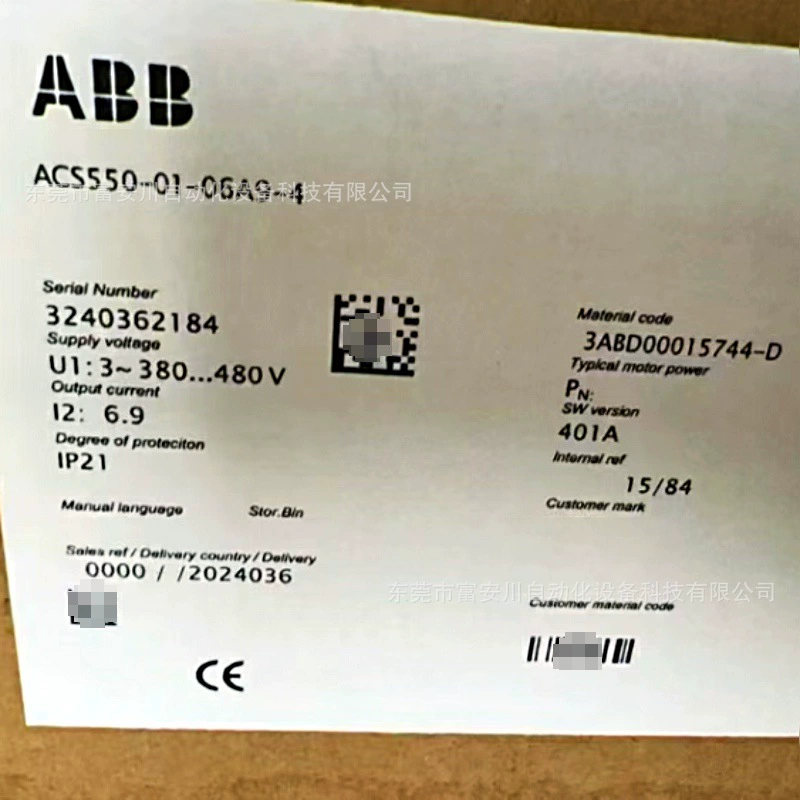 ABB
ACS550-01-06A9-4
东莞市富安川自动化设备科技有限公司
Serial Number
3240362184
Supply voltage
U1: 3~ 380...480 V
Output current
I2: 6.9
Degree of proteciton
IP21
Manual language Stor.Bin
Sales ref / Delivery country / Delivery
0000 / /2024036
Material code
3ABD00015744-D
Typical motor power
PN:
SW version
401A
Internal ref
15/84
Customer mark
东莞市富安川自动化设备科技有限公司
Customer material code
CE